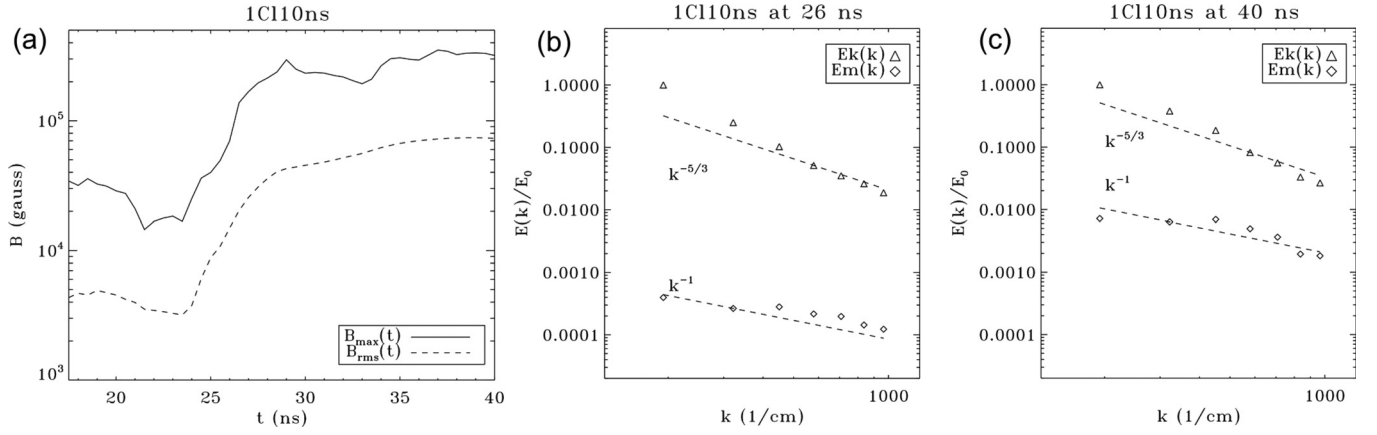 (a)
1Cl10ns
B (gauss)
10^5
10^4
10^3
B_max(t)
B_rms(t)
20 25 30 35 40
t (ns)
(b)
1Cl10ns at 26 ns
Ek(k) △
Em(k) ◇
E(k)/E_0
1.0000
0.1000
0.0100
0.0010
0.0001
k^-5/3
k^-1
1000
k (1/cm)
(c)
1Cl10ns at 40 ns
Ek(k) △
Em(k) ◇
E(k)/E_0
1.0000
0.1000
0.0100
0.0010
0.0001
k^-5/3
k^-1
1000
k (1/cm)